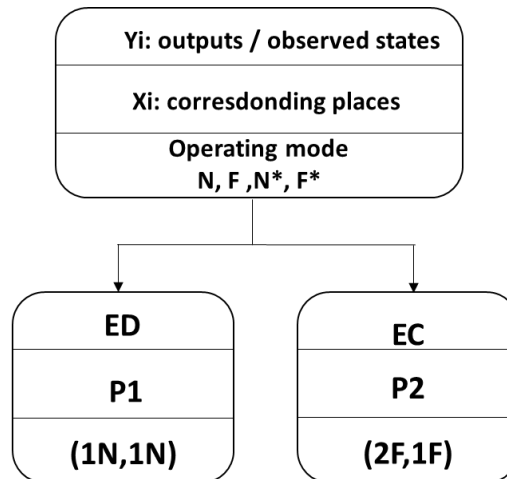 Yi: outputs / observed states
Xi: corresdonding places
Operating mode
N, F ,N*, F*
ED
P1
(1N,1N)
EC
P2
(2F,1F)